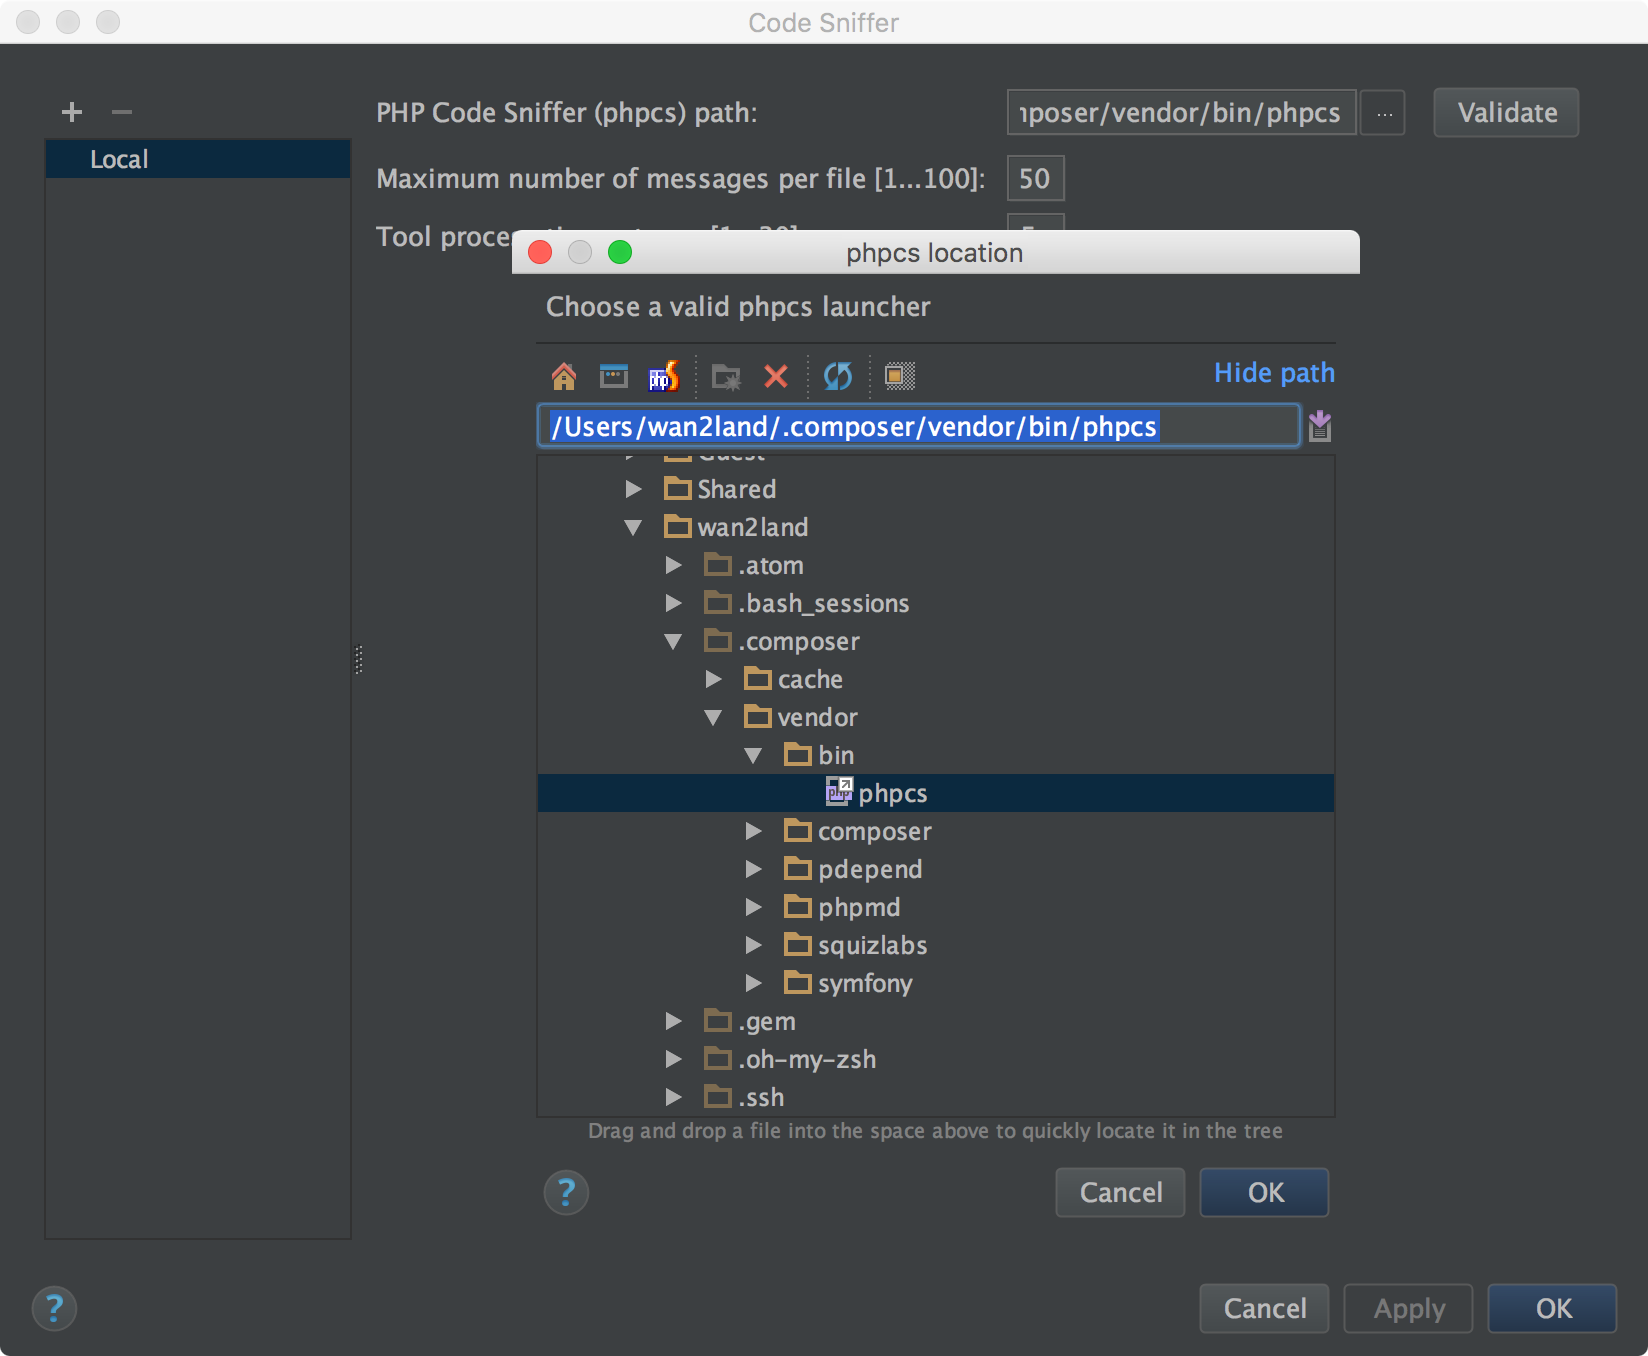 Code Sniffer
PHP Code Sniffer (phpcs) path:
nposer/vendor/bin/phpcs
...
Validate
Local
Maximum number of messages per file [1...100]:
50
Tool proce
phpcs location
Choose a valid phpcs launcher
php
Hide path
/Users/wan2land/.composer/vendor/bin/phpcs
Guest
Shared
wan2land
.atom
.bash_sessions
.composer
cache
vendor
bin
php
phpcs
composer
pdepend
phpmd
squizlabs
symfony
.gem
.oh-my-zsh
.ssh
Drag and drop a file into the space above to quickly locate it in the tree
?
Cancel
OK
?
Cancel
Apply
OK